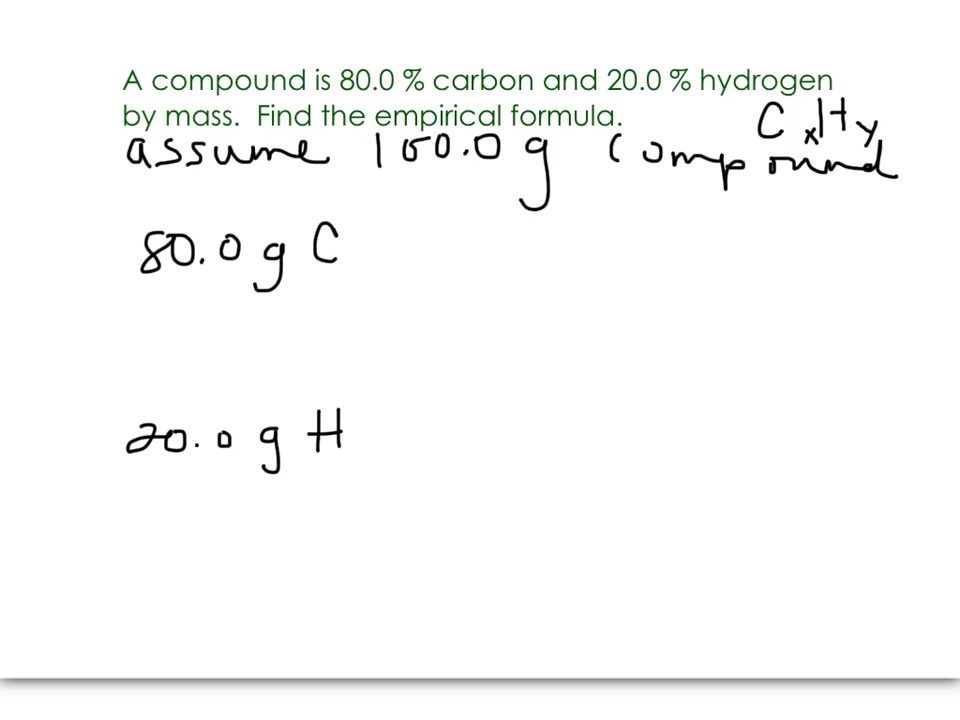 A compound is 80.0 % carbon and 20.0 % hydrogen
by mass. Find the empirical formula.
CxHy
assume 100.0 g compound
80.0 g C
20.0 g H